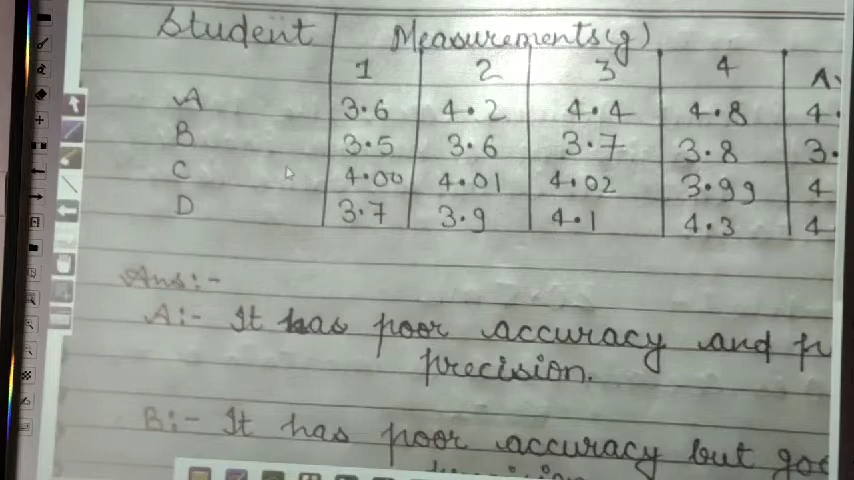 Student Measurements(g)
1 2 3 4
A 3.6 4.2 4.4 4.8 4.
B 3.5 3.6 3.7 3.8 3.
C 4.00 4.01 4.02 3.99 4
D 3.7 3.9 4.1 4.3 4
Ans:-
A:- It has poor accuracy and
precision.
B:- It has poor accuracy but